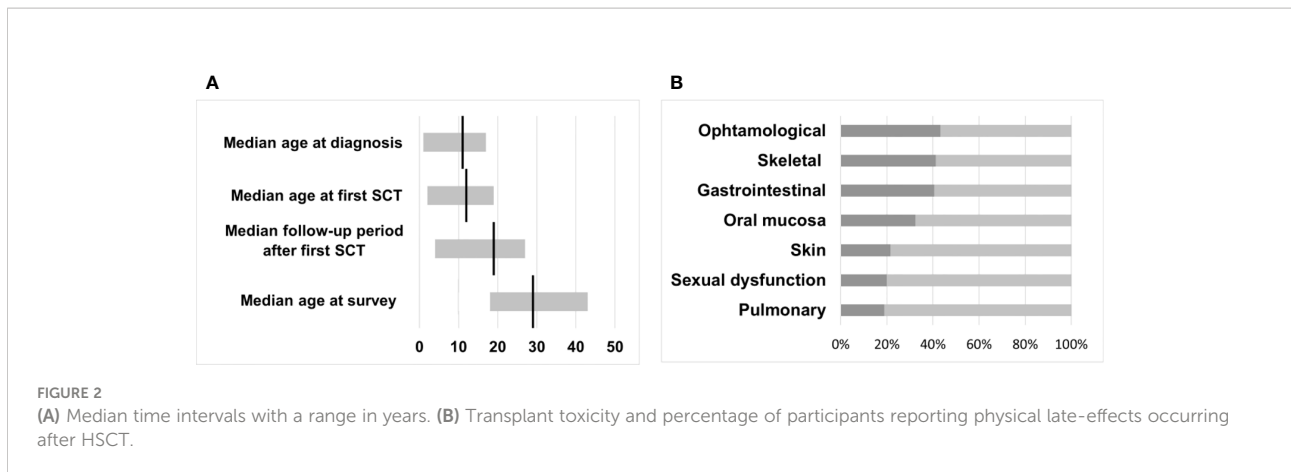 A
Median age at diagnosis
Median age at first SCT
Median follow-up period
after first SCT
Median age at survey
0 10 20 30 40 50
B
Ophtamological
Skeletal
Gastrointestinal
Oral mucosa
Skin
Sexual dysfunction
Pulmonary
0% 20% 40% 60% 80% 100%
FIGURE 2
(A) Median time intervals with a range in years. (B) Transplant toxicity and percentage of participants reporting physical late-effects occurring
after HSCT.